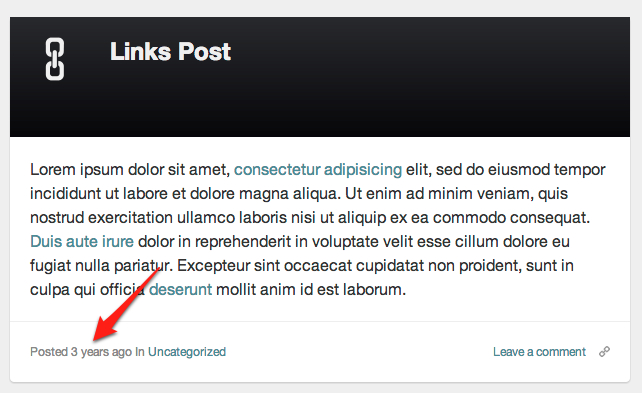 Links Post
Lorem ipsum dolor sit amet, consectetur adipisicing elit, sed do eiusmod tempor
incididunt ut labore et dolore magna aliqua. Ut enim ad minim veniam, quis
nostrud exercitation ullamco laboris nisi ut aliquip ex ea commodo consequat.
Duis aute irure dolor in reprehenderit in voluptate velit esse cillum dolore eu
fugiat nulla pariatur. Excepteur sint occaecat cupidatat non proident, sunt in
culpa qui officia deserunt mollit anim id est laborum.
Posted 3 years ago In Uncategorized Leave a comment